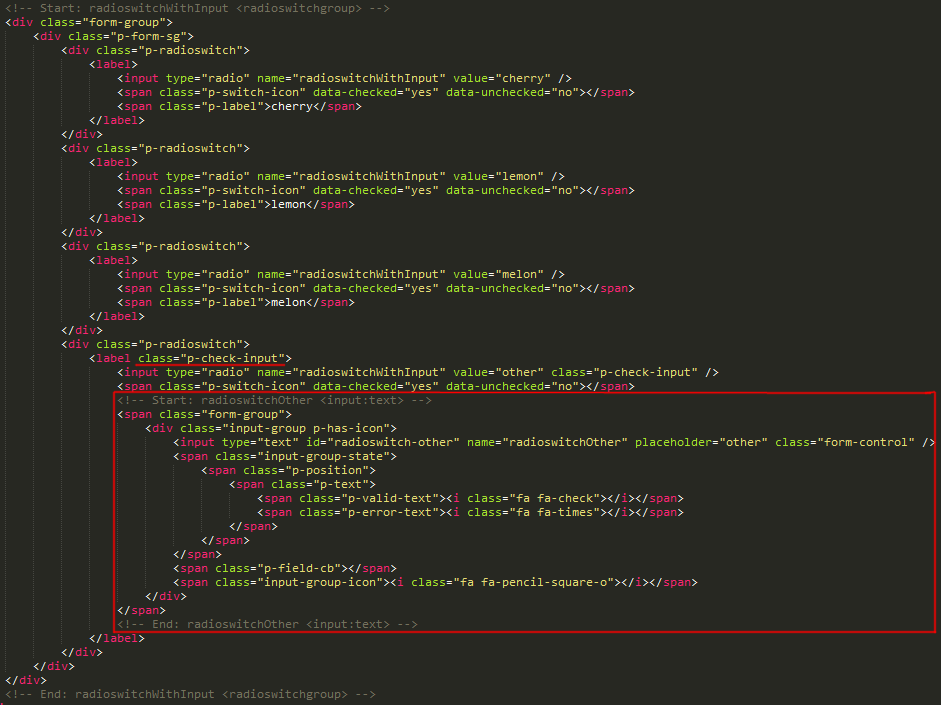 <!-- Start: radioswitchWithInput <radioswitchgroup> -->
<div class="form-group">
<div class="p-form-sg">
<div class="p-radioswitch">
<label>
<input type="radio" name="radioswitchWithInput" value="cherry" />
<span class="p-switch-icon" data-checked="yes" data-unchecked="no"></span>
<span class="p-label">cherry</span>
</label>
</div>
<div class="p-radioswitch">
<label>
<input type="radio" name="radioswitchWithInput" value="lemon" />
<span class="p-switch-icon" data-checked="yes" data-unchecked="no"></span>
<span class="p-label">lemon</span>
</label>
</div>
<div class="p-radioswitch">
<label>
<input type="radio" name="radioswitchWithInput" value="melon" />
<span class="p-switch-icon" data-checked="yes" data-unchecked="no"></span>
<span class="p-label">melon</span>
</label>
</div>
<div class="p-radioswitch">
<label class="p-check-input">
<input type="radio" name="radioswitchWithInput" value="other" class="p-check-input" />
<span class="p-switch-icon" data-checked="yes" data-unchecked="no"></span>
<!-- Start: radioswitchOther <input:text> -->
<span class="form-group">
<div class="input-group p-has-icon">
<input type="text" id="radioswitch-other" name="radioswitchOther" placeholder="other" class="form-control" />
<span class="input-group-state">
<span class="p-position">
<span class="p-text">
<span class="p-valid-text"><i class="fa fa-check"></i></span>
<span class="p-error-text"><i class="fa fa-times"></i></span>
</span>
</span>
</span>
<span class="p-field-cb"></span>
<span class="input-group-icon"><i class="fa fa-pencil-square-o"></i></span>
</div>
</span>
<!-- End: radioswitchOther <input:text> -->
</label>
</div>
</div>
</div>
<!-- End: radioswitchWithInput <radioswitchgroup> -->